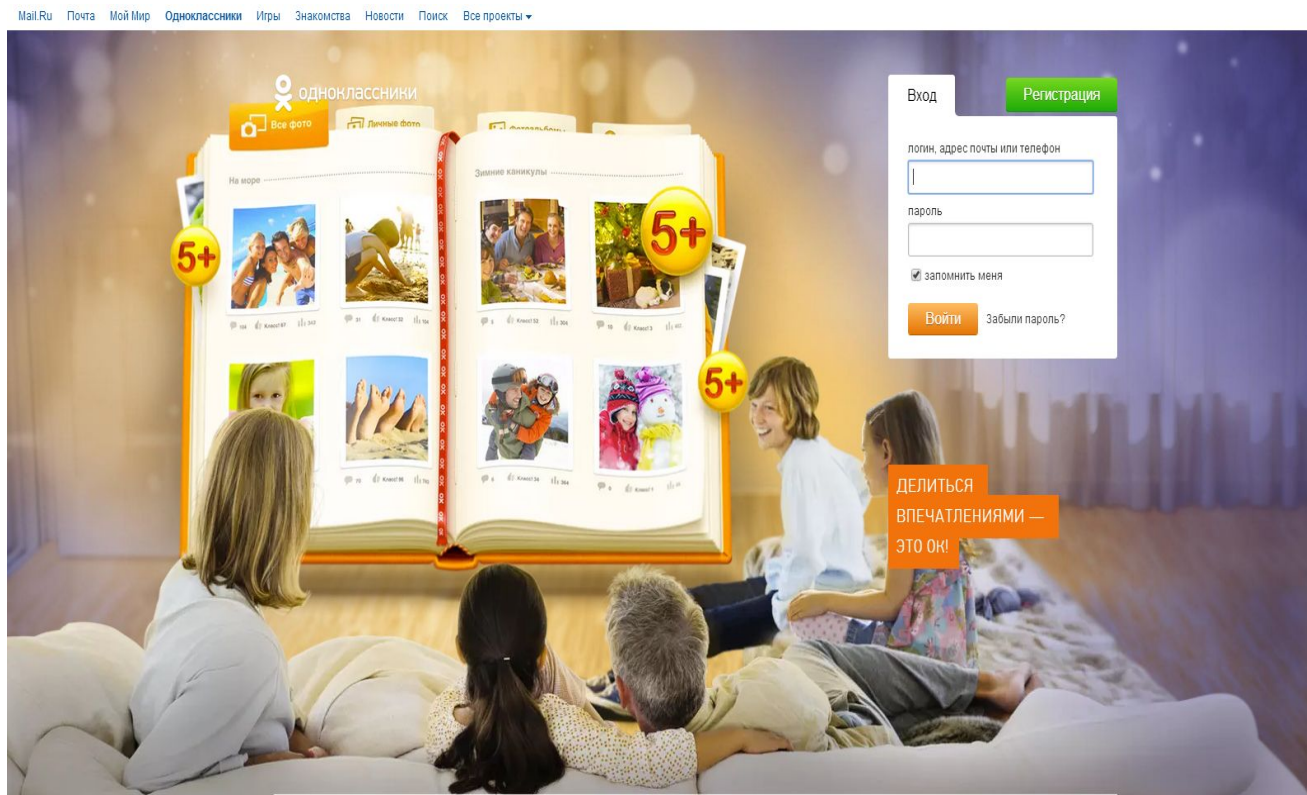 Mail.Ru Почта Мой Мир Одноклассники Игры Знакомства Новости Поиск Все проекты
одноклассники
Все фото
Личные фото
На море
Зимние каникулы
5+
5+
5+
Вход
Регистрация
логин, адрес почты или телефон
пароль
запомнить меня
Войти Забыли пароль?
ДЕЛИТЬСЯ
ВПЕЧАТЛЕНИЯМИ —
ЭТО ОК!